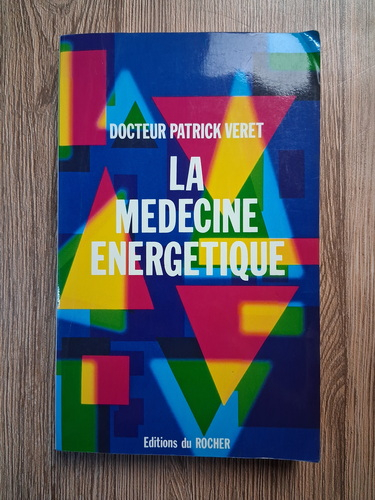 DOCTEUR PATRICK VERET
LA
MEDECINE
ENERGETIQUE
Editions du ROCHER